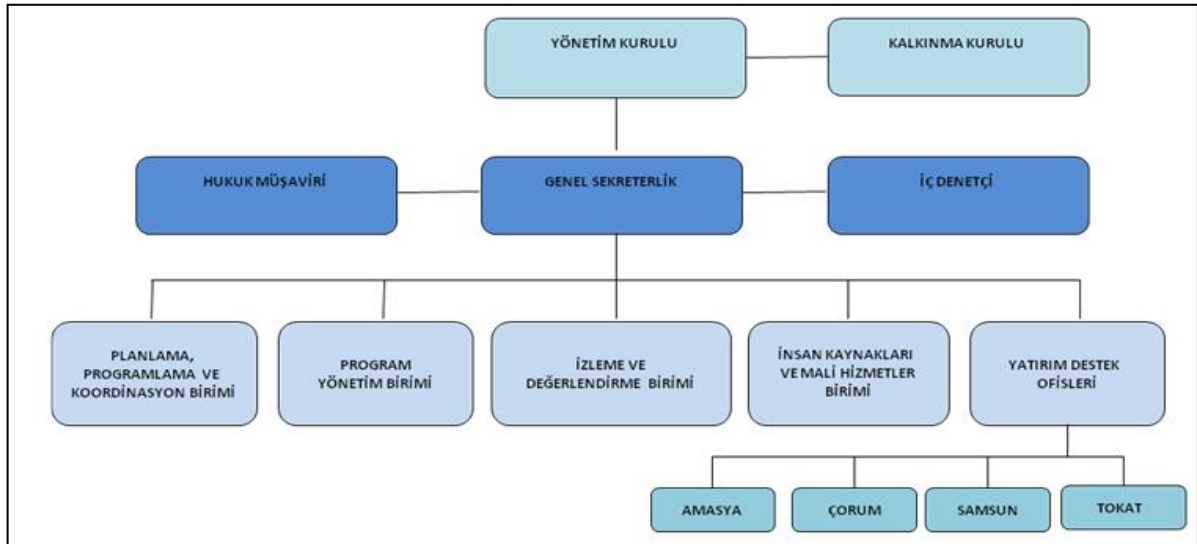 YÖNETİM KURULU
KALKINMA KURULU
HUKUK MÜŞAVİRİ
GENEL SEKRETERLİK
İÇ DENETÇİ
PLANLAMA,
PROGRAMLAMA VE
KOORDİNASYON BİRİMİ
PROGRAM
YÖNETİM BİRİMİ
İZLEME VE
DEĞERLENDİRME BİRİMİ
İNSAN KAYNAKLARI
VE MALİ HİZMETLER
BİRİMİ
YATIRIM DESTEK
OFİSLERİ
AMASYA
ÇORUM
SAMSUN
TOKAT